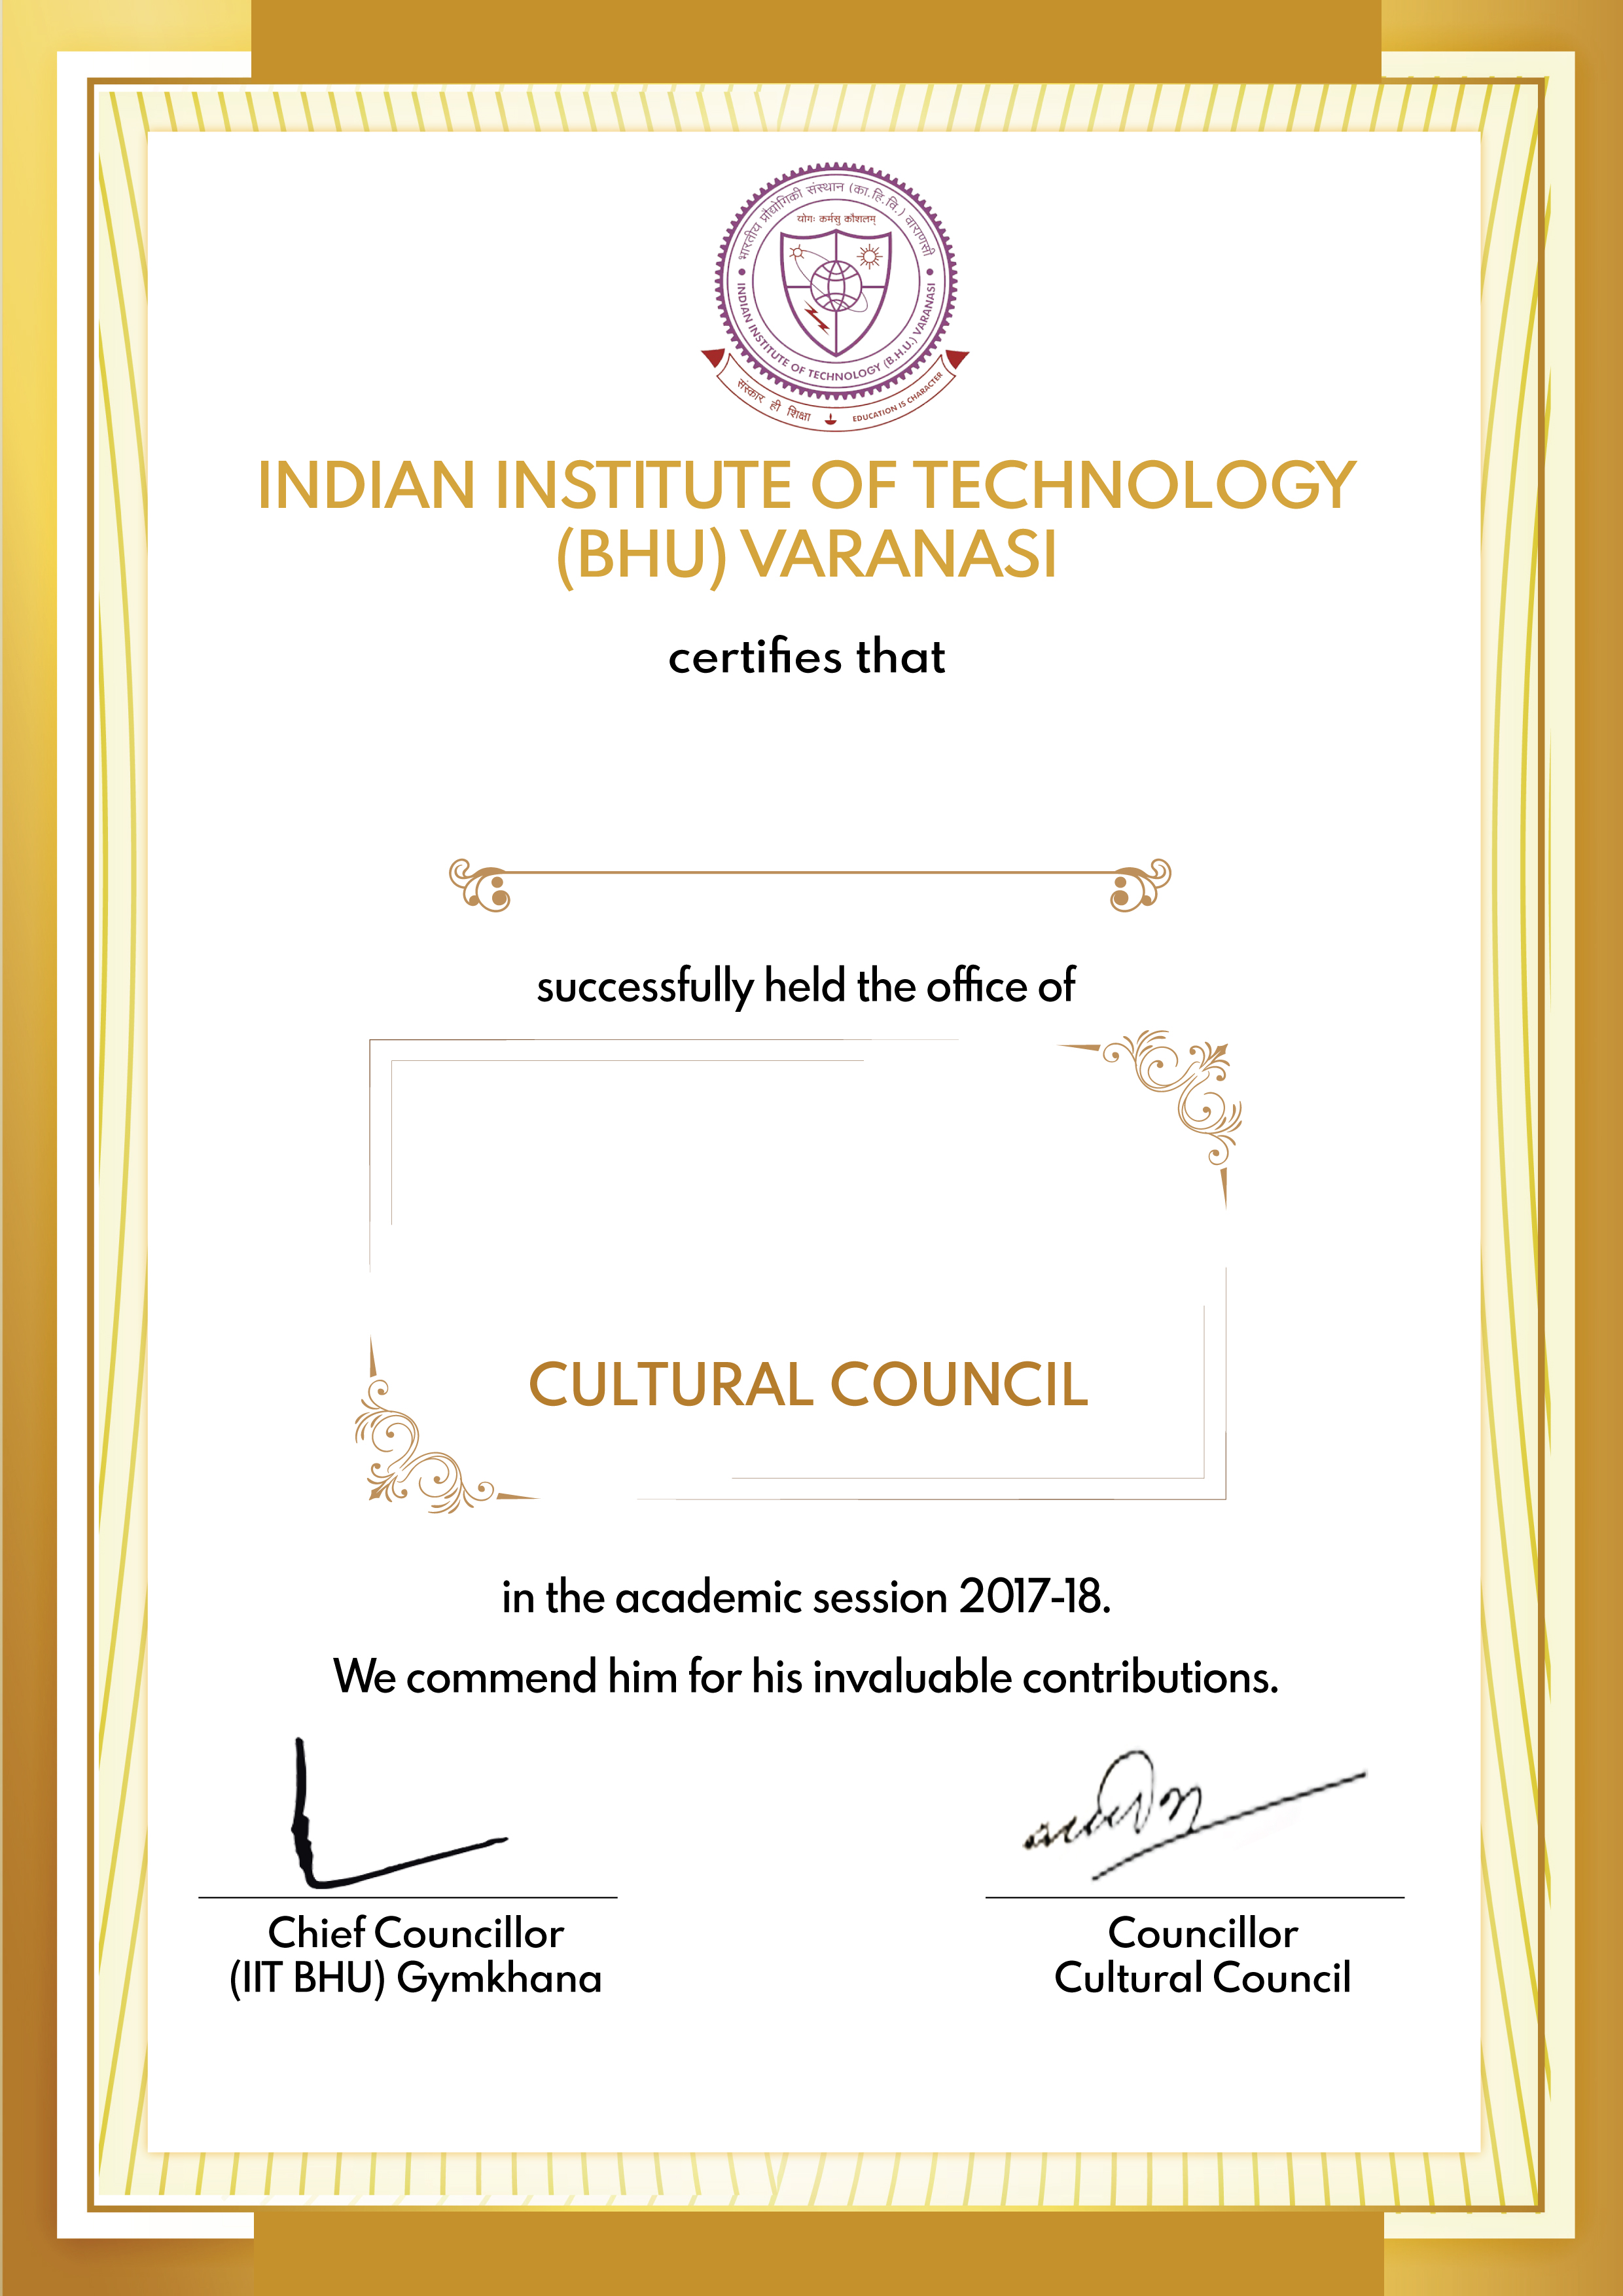 भारतीय प्रौद्योगिकी संस्थान (का.हि.वि.) वाराणसी
योगः कर्मसु कौशलम्
INDIAN INSTITUTE OF TECHNOLOGY (B.H.U.) VARANASI
संस्कार ही शिक्षा EDUCATION IS CHARACTER
INDIAN INSTITUTE OF TECHNOLOGY
(BHU) VARANASI
certifies that
successfully held the office of
CULTURAL COUNCIL
in the academic session 2017-18.
We commend him for his invaluable contributions.
Chief Councillor
(IIT BHU) Gymkhana
Councillor
Cultural Council